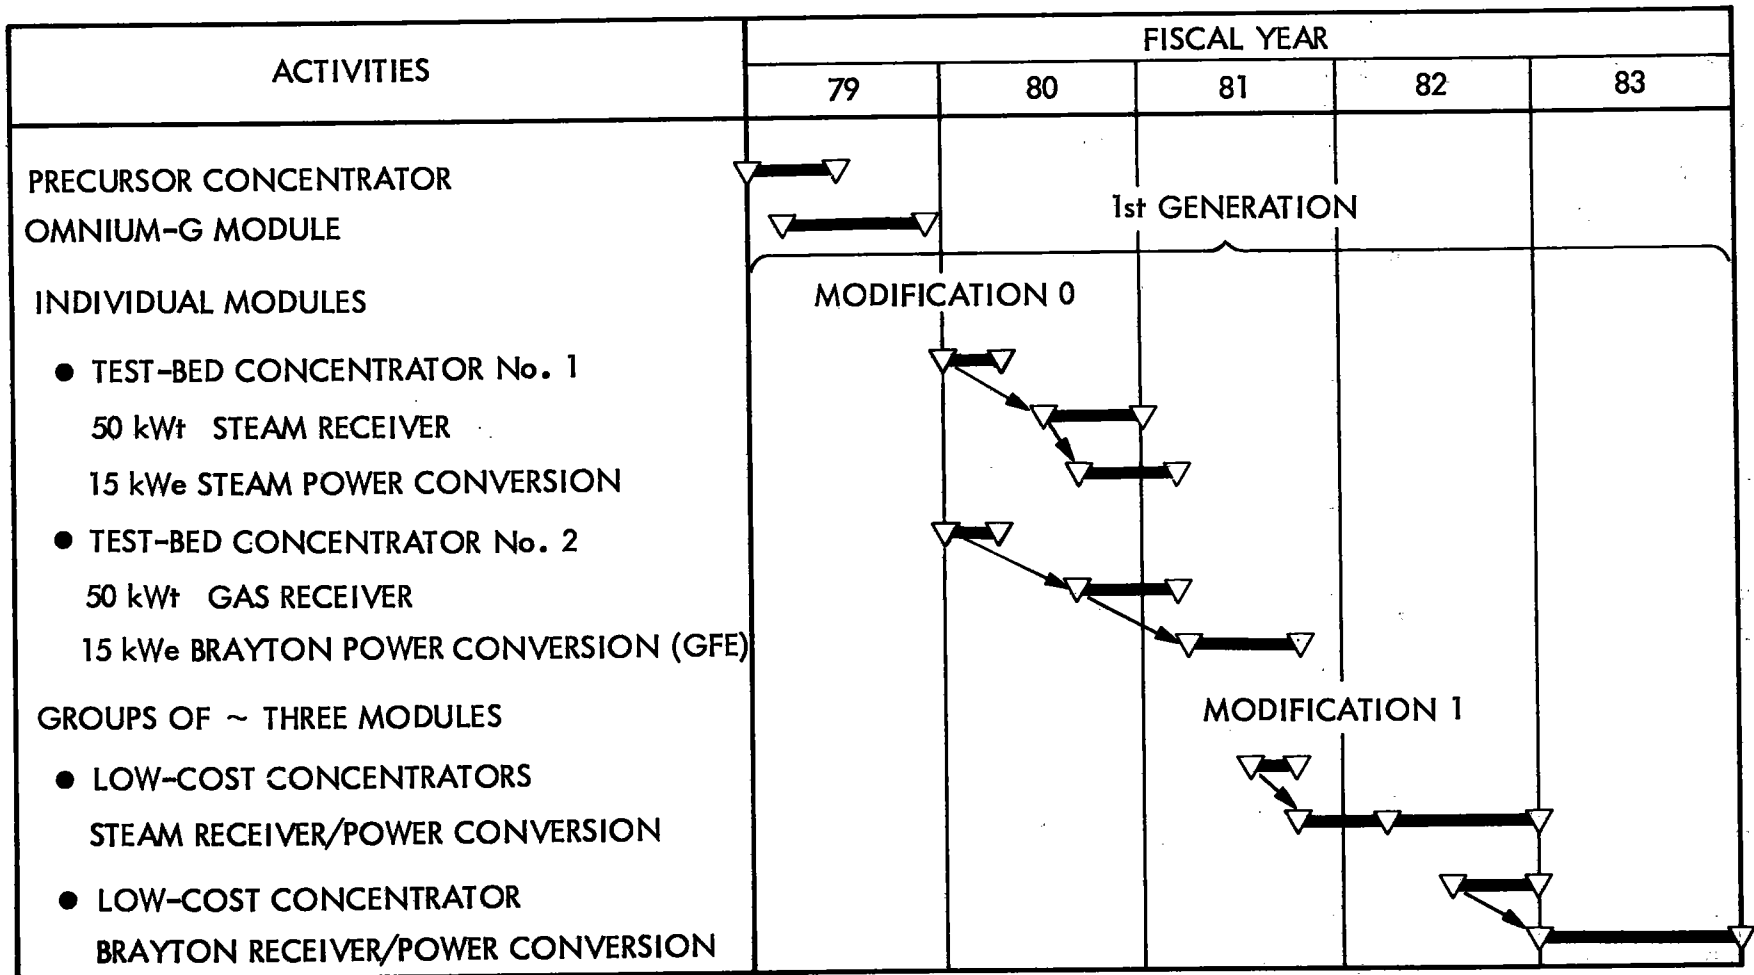 ACTIVITIES
FISCAL YEAR
79 80 81 82 83
PRECURSOR CONCENTRATOR
OMNIUM-G MODULE
1st GENERATION
INDIVIDUAL MODULES
MODIFICATION 0
● TEST-BED CONCENTRATOR No. 1
50 kWt STEAM RECEIVER
15 kWe STEAM POWER CONVERSION
● TEST-BED CONCENTRATOR No. 2
50 kWt GAS RECEIVER
15 kWe BRAYTON POWER CONVERSION (GFE)
GROUPS OF ~ THREE MODULES
MODIFICATION 1
● LOW-COST CONCENTRATORS
STEAM RECEIVER/POWER CONVERSION
● LOW-COST CONCENTRATOR
BRAYTON RECEIVER/POWER CONVERSION